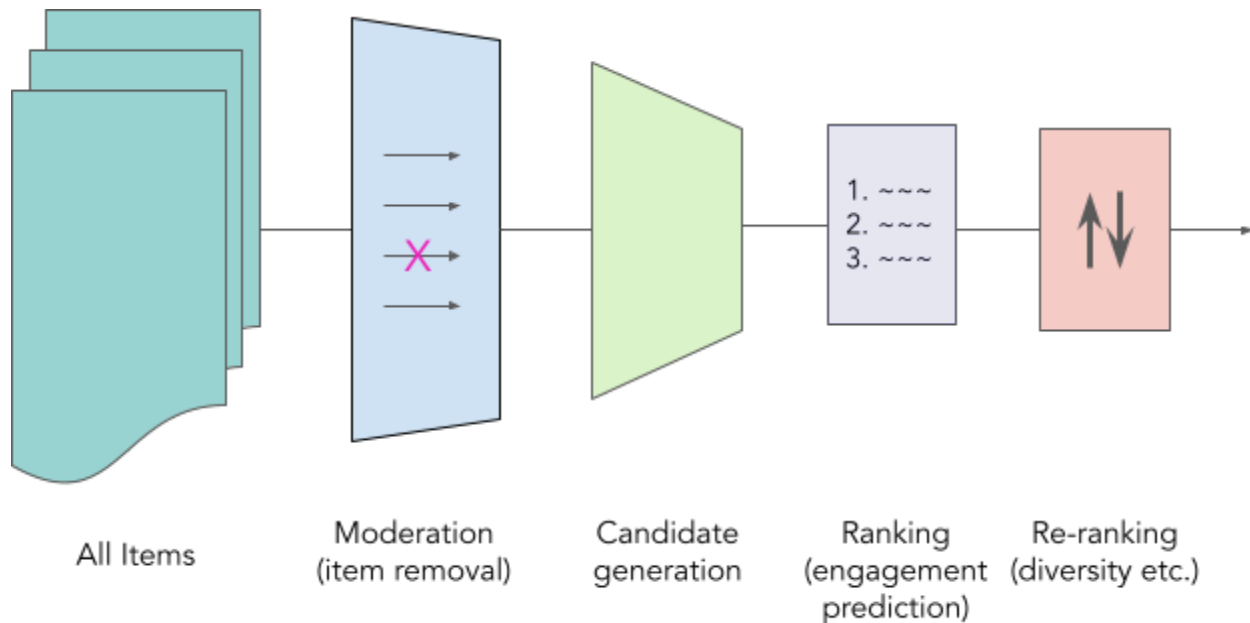 X
1. ~~~
2. ~~~
3. ~~~
All Items
Moderation
(item removal)
Candidate
generation
Ranking
(engagement
prediction)
Re-ranking
(diversity etc.)